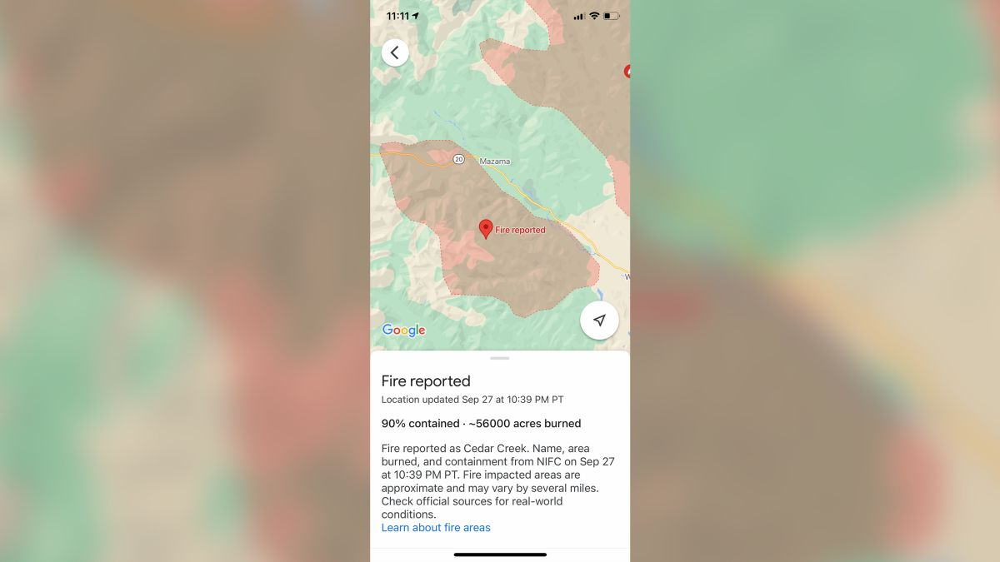 11:11
20
Mazama
Fire reported
W
Google
Fire reported
Location updated Sep 27 at 10:39 PM PT
90% contained · ~56000 acres burned
Fire reported as Cedar Creek. Name, area
burned, and containment from NIFC on Sep 27
at 10:39 PM PT. Fire impacted areas are
approximate and may vary by several miles.
Check official sources for real-world
conditions.
Learn about fire areas